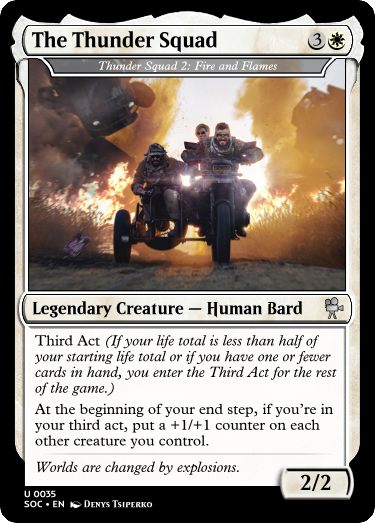 The Thunder Squad 3
Thunder Squad 2: Fire and Flames
Legendary Creature — Human Bard
Third Act (If your life total is less than half of
your starting life total or if you have one or fewer
cards in hand, you enter the Third Act for the rest
of the game.)
At the beginning of your end step, if you're in
your third act, put a +1/+1 counter on each
other creature you control.
Worlds are changed by explosions.
2/2
U 0035
SOC • EN Denys Tsiperko